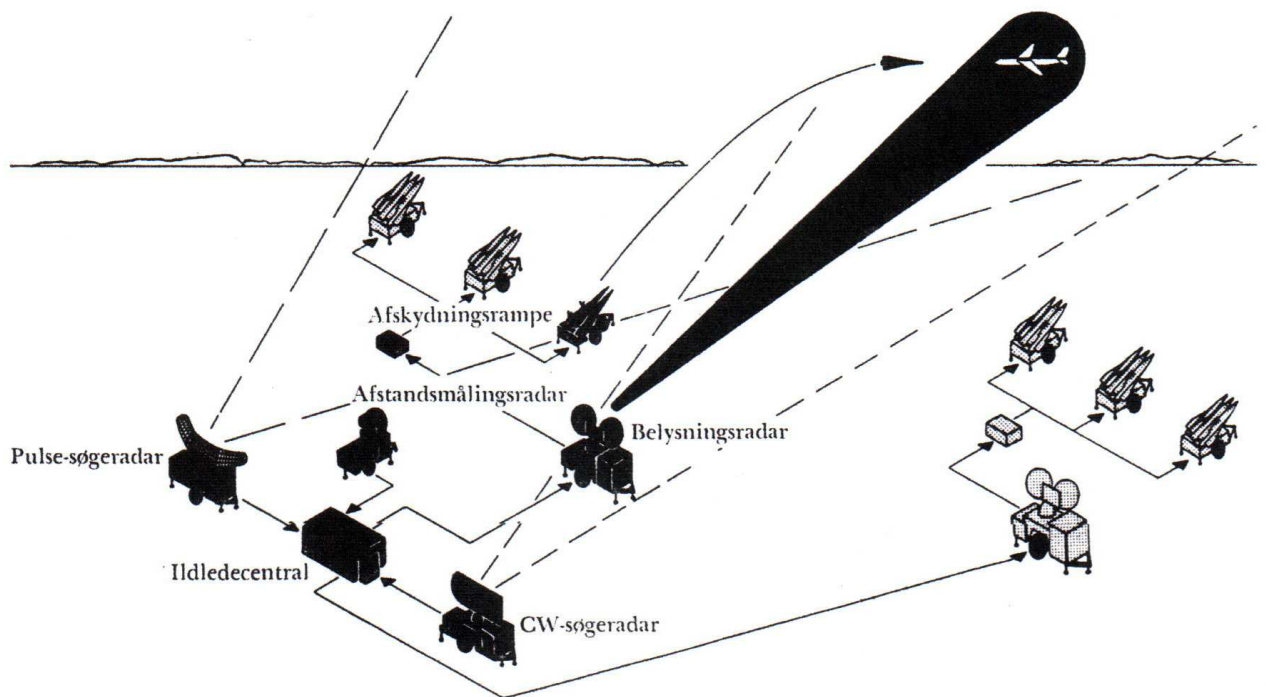 Afskydningsrampe
Afstandsmålingsradar
Belysningsradar
Pulse-søgeradar
Ildledecentral
CW-søgeradar